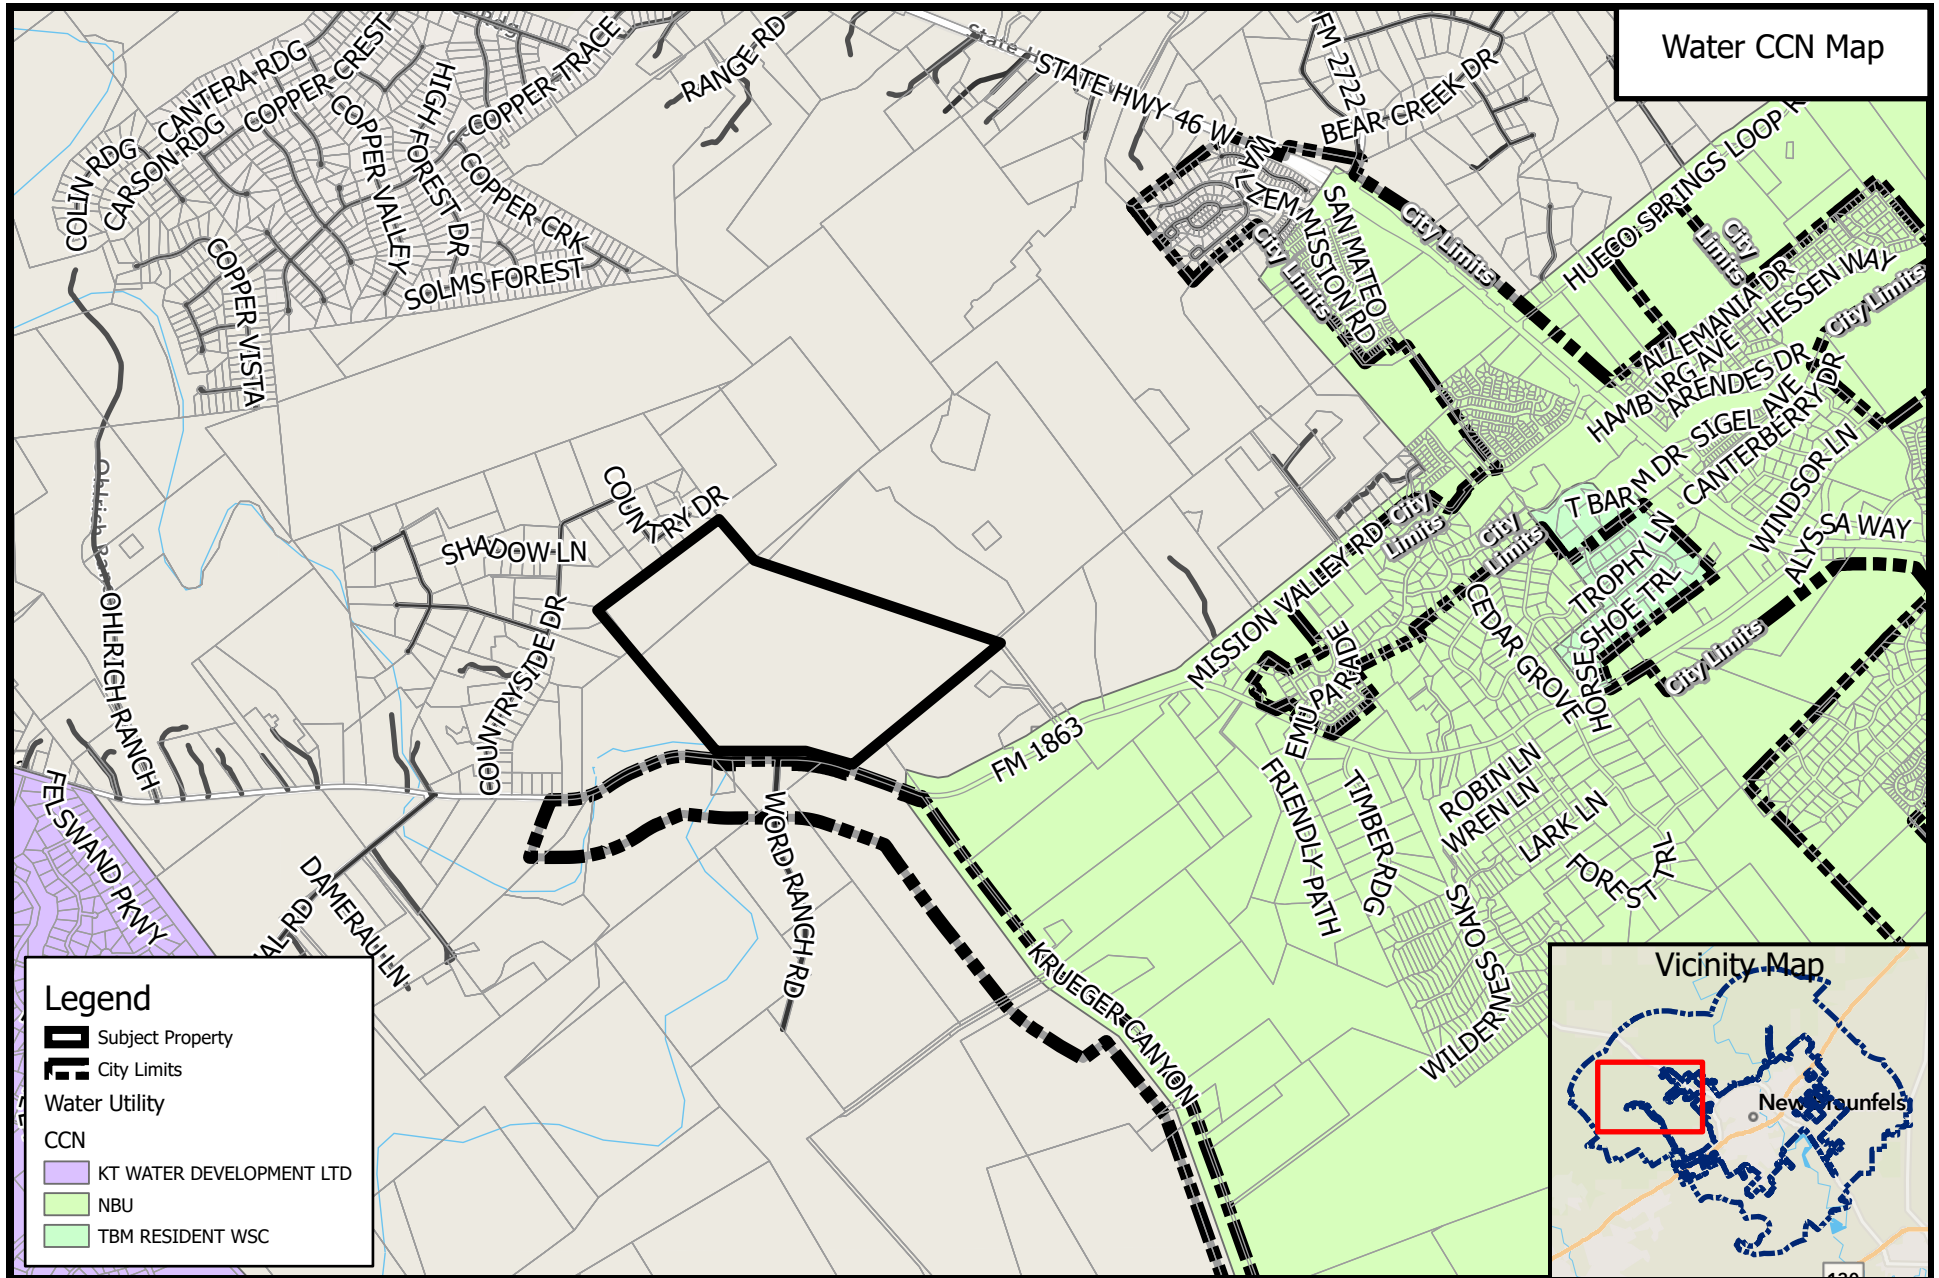 Water CCN Map
CANTERA RDG
COPPER CREST
COPPER TRACE
HIGH FOREST DR
COPPER VALLEY
COPPER CRK
COLIN RDG
CARSON RDG
COPPER VISTA
SOLMS FOREST
RANGE RD
STATE HWY 46 W
FM 2722
BEAR CREEK DR
HUECO SPRINGS LOOP R
WALZEM MISSION RD
SAN MATEO
City Limits
City Limits
City
Limits
ALLEMANIA DR
HESSEN WAY
City Limits
HAMBURG AVE
ARENDES DR
SIGEL AVE
CANTERBERRY DR
WINDSOR LN
T BAR M DR
ALYSSA WAY
TROPHY LN
HORSESHOE TRL
City Limits
City
Limits
City
Limits
MISSION VALLEY RD
CEDAR GROVE
EMU PARADE
FM 1863
FRIENDLY PATH
TIMBER RDG
ROBIN LN
WREN LN
LARK LN
FOREST TRL
WILDERNESS OAKS
COUNTRY DR
SHADOW LN
COUNTRYSIDE DR
OHLRICH RANCH
FELSWAND PKWY
DAMERAU LN
WORD RANCH RD
KRUEGER CANYON
Legend
Subject Property
City Limits
Water Utility
CCN
KT WATER DEVELOPMENT LTD
NBU
TBM RESIDENT WSC
Vicinity Map
New Braunfels